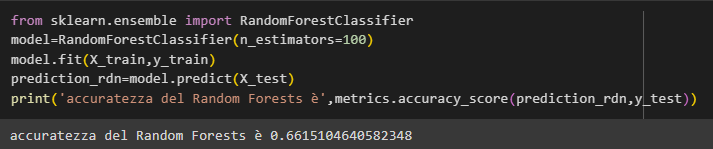 from sklearn.ensemble import RandomForestClassifier
model=RandomForestClassifier(n_estimators=100)
model.fit(X_train,y_train)
prediction_rdn=model.predict(X_test)
print('accuratezza del Random Forests è',metrics.accuracy_score(prediction_rdn,y_test))
accuratezza del Random Forests è 0.6615104640582348